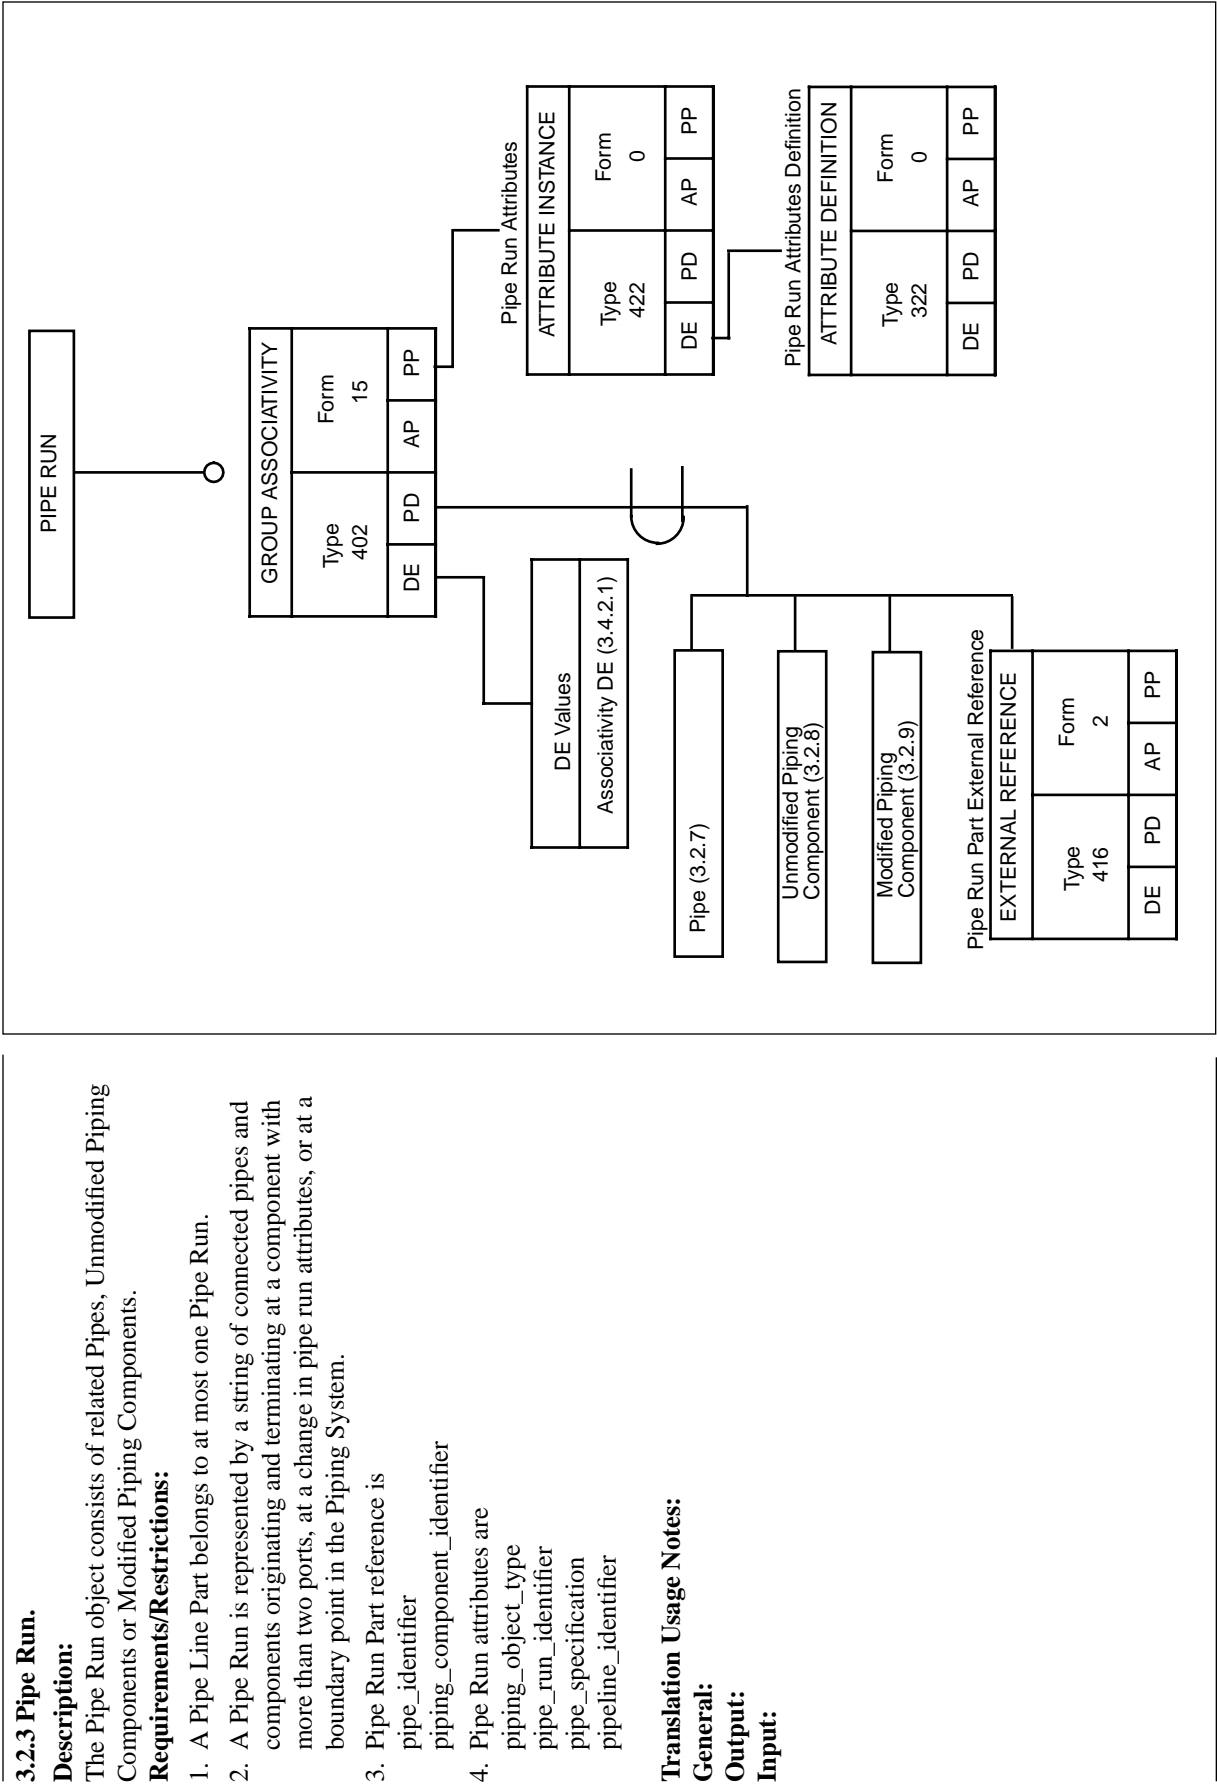 3.2.3 Pipe Run.
Description:
The Pipe Run object consists of related Pipes, Unmodified Piping
Components or Modified Piping Components.
Requirements/Restrictions:
1. A Pipe Line Part belongs to at most one Pipe Run.
2. A Pipe Run is represented by a string of connected pipes and
components originating and terminating at a component with
more than two ports, at a change in pipe run attributes, or at a
boundary point in the Piping System.
3. Pipe Run Part reference is
pipe_identifier
piping_component_identifier
4. Pipe Run attributes are
piping_object_type
pipe_run_identifier
pipe_specification
pipeline_identifier
Translation Usage Notes:
General:
Output:
Input:
PIPE RUN
GROUP ASSOCIATIVITY
Type
402
Form
15
DE PD AP PP
DE Values
Associativity DE (3.4.2.1)
Pipe Run Attributes
ATTRIBUTE INSTANCE
Type
422
Form
0
DE PD AP PP
Pipe Run Attributes Definition
ATTRIBUTE DEFINITION
Type
322
Form
0
DE PD AP PP
Pipe (3.2.7)
Unmodified Piping
Component (3.2.8)
Modified Piping
Component (3.2.9)
Pipe Run Part External Reference
EXTERNAL REFERENCE
Type
416
Form
2
DE PD AP PP